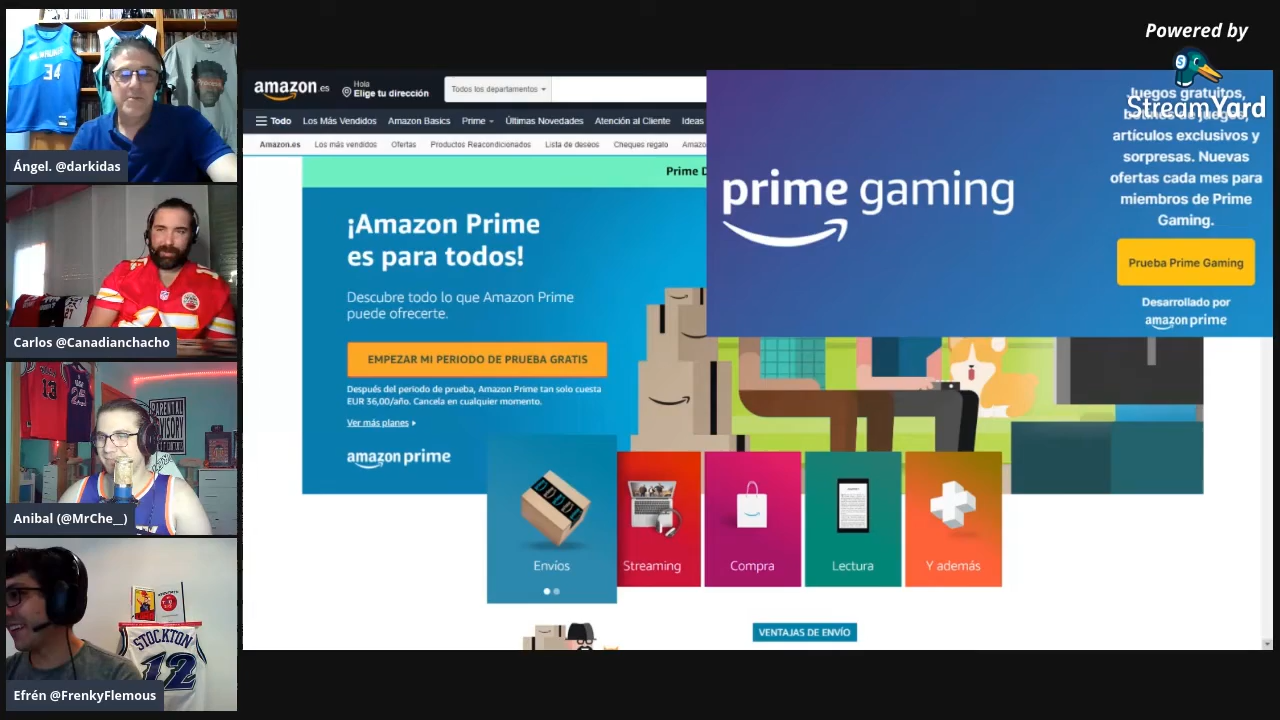 34
Ángel. @darkidas
Carlos @Canadianchacho
13
25
PARENTAL
ADVISORY
Anibal (@MrChe__)
STOCKTON
12
Efrén @FrenkyFlemous
amazon.es
Hola
Elige tu dirección
Todos los departamentos
Todo
Los Más Vendidos
Amazon Basics
Prime
Últimas Novedades
Atención al Cliente
Ideas
Amazon.es
Los más vendidos
Ofertas
Productos Reacondicionados
Lista de deseos
Cheques regalo
Amazo
Prime D
¡Amazon Prime
es para todos!
Descubre todo lo que Amazon Prime
puede ofrecerte.
EMPEZAR MI PERIODO DE PRUEBA GRATIS
Después del periodo de prueba, Amazon Prime tan solo cuesta
EUR 36,00/año. Cancela en cualquier momento.
Ver más planes
amazon prime
Envíos
Streaming
Compra
Lectura
Y además
VENTAJAS DE ENVÍO
prime gaming
Powered by
StreamYard
Juegos gratuitos,
artículos exclusivos y
sorpresas. Nuevas
ofertas cada mes para
miembros de Prime
Gaming.
Prueba Prime Gaming
Desarrollado por
amazon prime